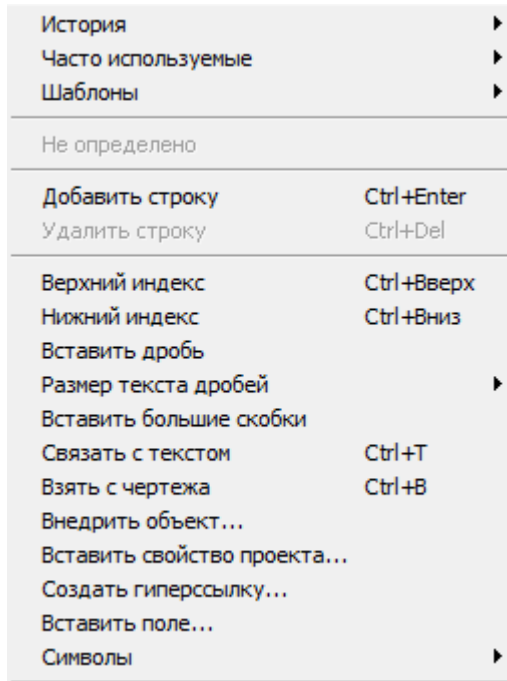 История
Часто используемые
Шаблоны
Не определено
Добавить строку Ctrl+Enter
Удалить строку Ctrl+Del
Верхний индекс Ctrl+Вверх
Нижний индекс Ctrl+Вниз
Вставить дробь
Размер текста дробей
Вставить большие скобки
Связать с текстом Ctrl+T
Взять с чертежа Ctrl+B
Внедрить объект...
Вставить свойство проекта...
Создать гиперссылку...
Вставить поле...
Символы